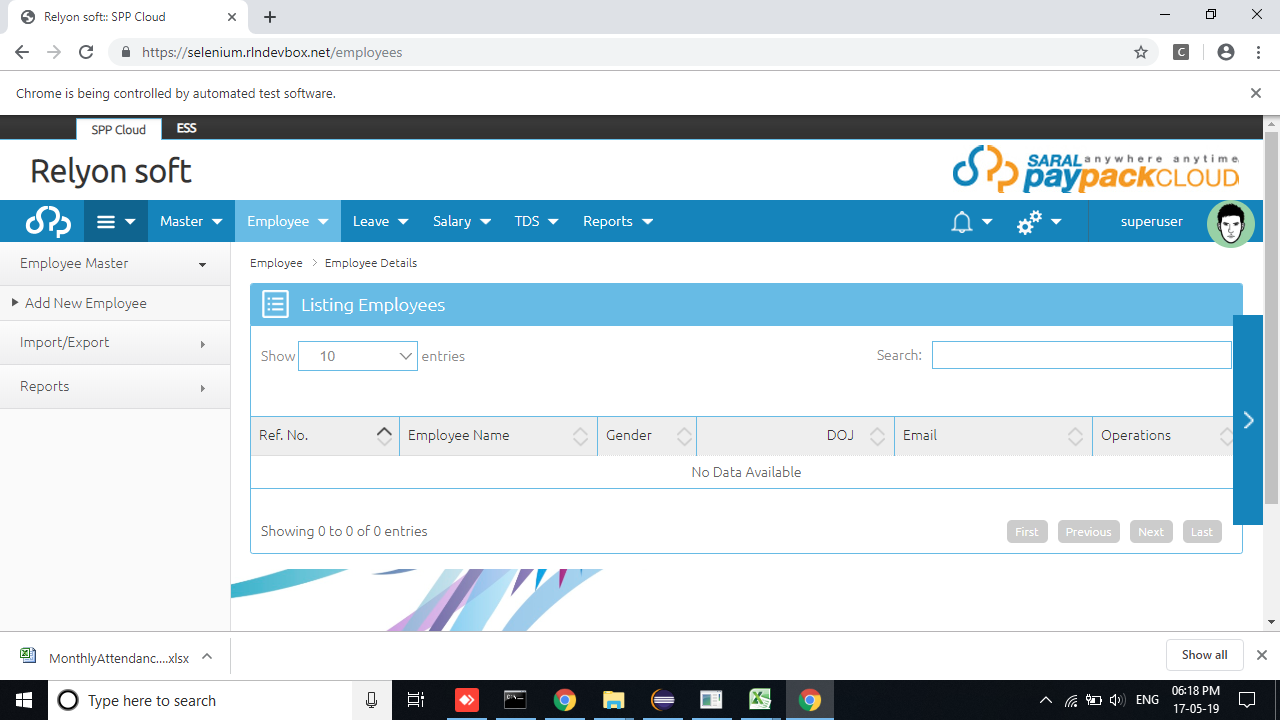 Relyon soft:: SPP Cloud
https://selenium.rlndevbox.net/employees
C
Chrome is being controlled by automated test software.
SPP Cloud ESS
Relyon soft
SARAL anywhere anytime
paypackCLOUD
Master Employee Leave Salary TDS Reports superuser
Employee Master
Employee Employee Details
Add New Employee
Listing Employees
Import/Export
Show 10 entries Search:
Reports
Ref. No. Employee Name Gender DOJ Email Operations
No Data Available
Showing 0 to 0 of 0 entries First Previous Next Last
MonthlyAttendanc....xlsx Show all
Type here to search
ENG
06:18 PM
17-05-19